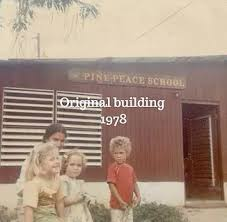 PINE PEACE SCHOOL
Original building
1978